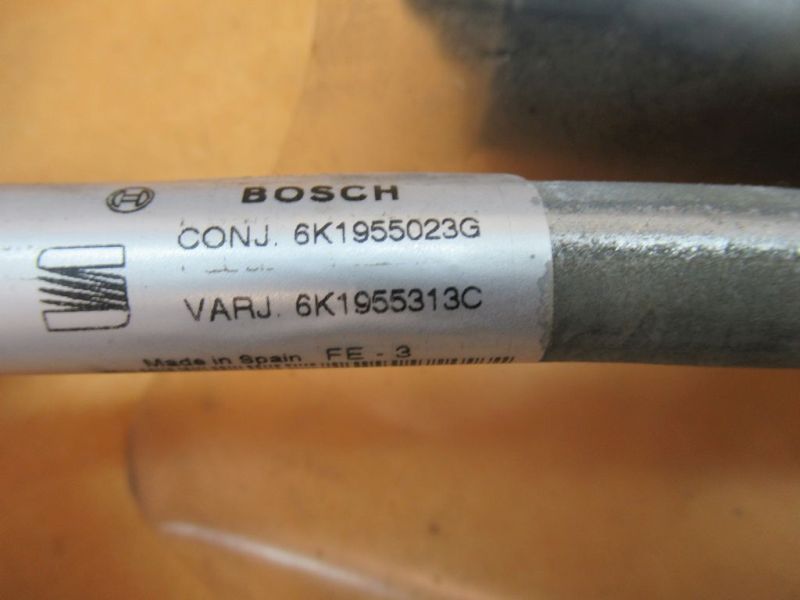 BOSCH
CONJ. 6K1955023G
VARJ. 6K1955313C
Made in Spain FE - 3